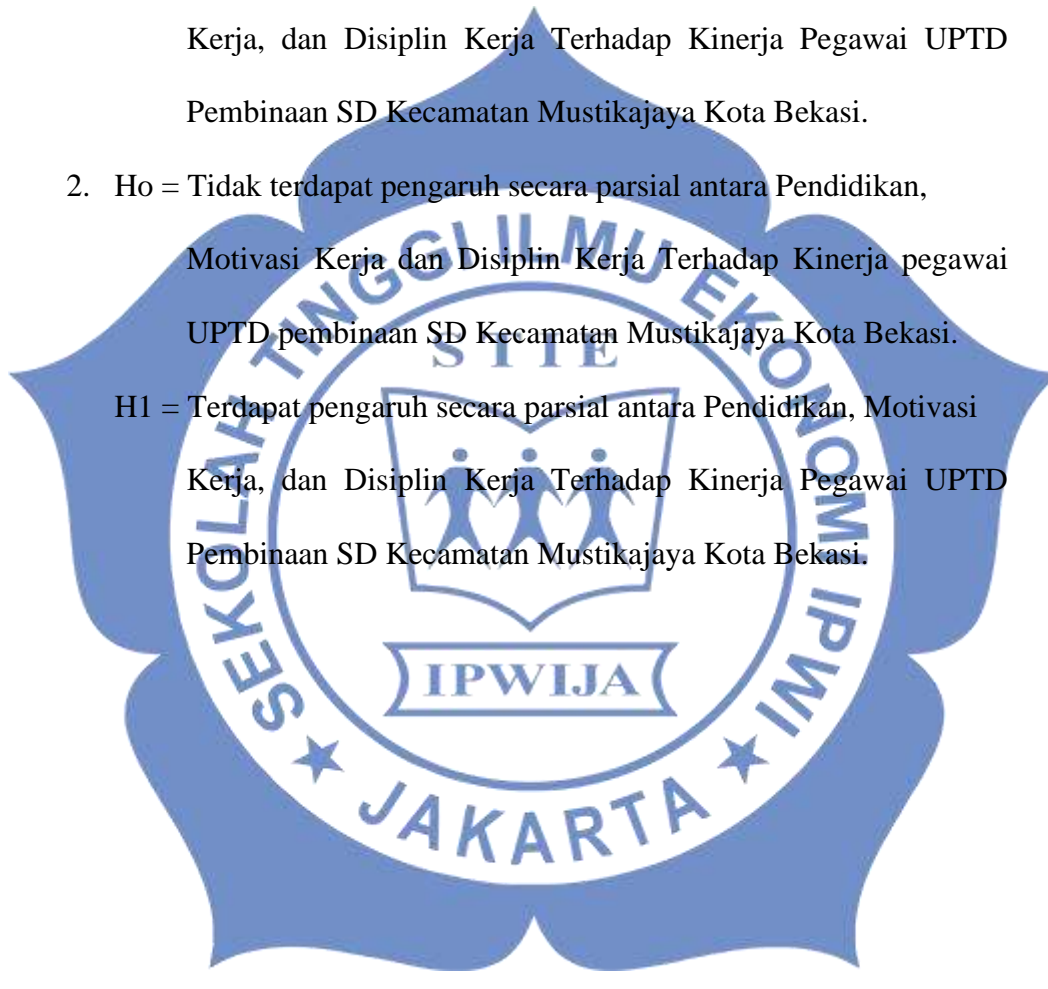 Kerja, dan Disiplin Kerja Terhadap Kinerja Pegawai UPTD
Pembinaan SD Kecamatan Mustikajaya Kota Bekasi.
2. Ho = Tidak terdapat pengaruh secara parsial antara Pendidikan,
Motivasi Kerja dan Disiplin Kerja Terhadap Kinerja pegawai
UPTD pembinaan SD Kecamatan Mustikajaya Kota Bekasi.
H1 = Terdapat pengaruh secara parsial antara Pendidikan, Motivasi
Kerja, dan Disiplin Kerja Terhadap Kinerja Pegawai UPTD
Pembinaan SD Kecamatan Mustikajaya Kota Bekasi.
SEKOLAH TINGGI ILMU EKONOMI IPWI
STIE
IPWIJA
★ JAKARTA ★